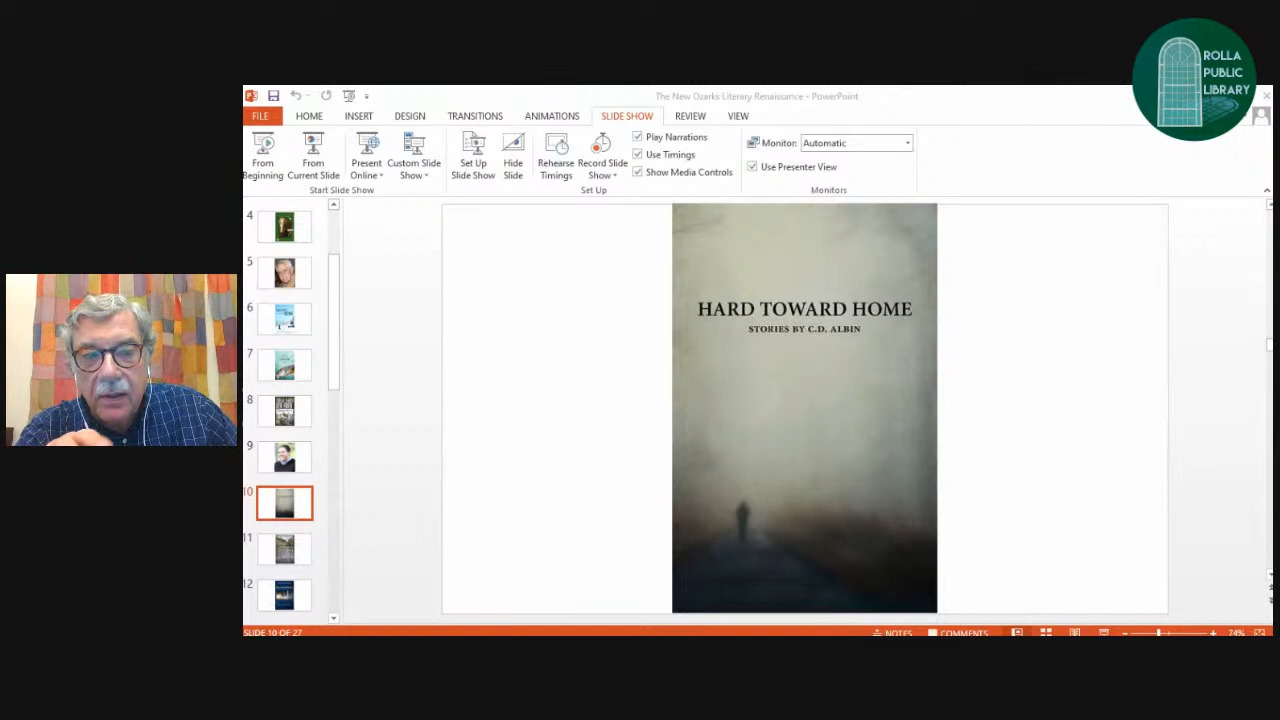 ROLLA
PUBLIC
LIBRARY
The New Ozarks Literary Renaissance - PowerPoint
FILE HOME INSERT DESIGN TRANSITIONS ANIMATIONS SLIDE SHOW REVIEW VIEW
From Beginning
From Current Slide
Present Online
Custom Slide Show
Set Up Slide Show
Hide Slide
Rehearse Timings
Record Slide Show
Play Narrations
Use Timings
Show Media Controls
Monitor: Automatic
Use Presenter View
Start Slide Show
Set Up
Monitors
4
5
6
7
8
9
10
11
12
HARD TOWARD HOME
STORIES BY C.D. ALBIN
SLIDE 10 OF 27
NOTES
COMMENTS
74%